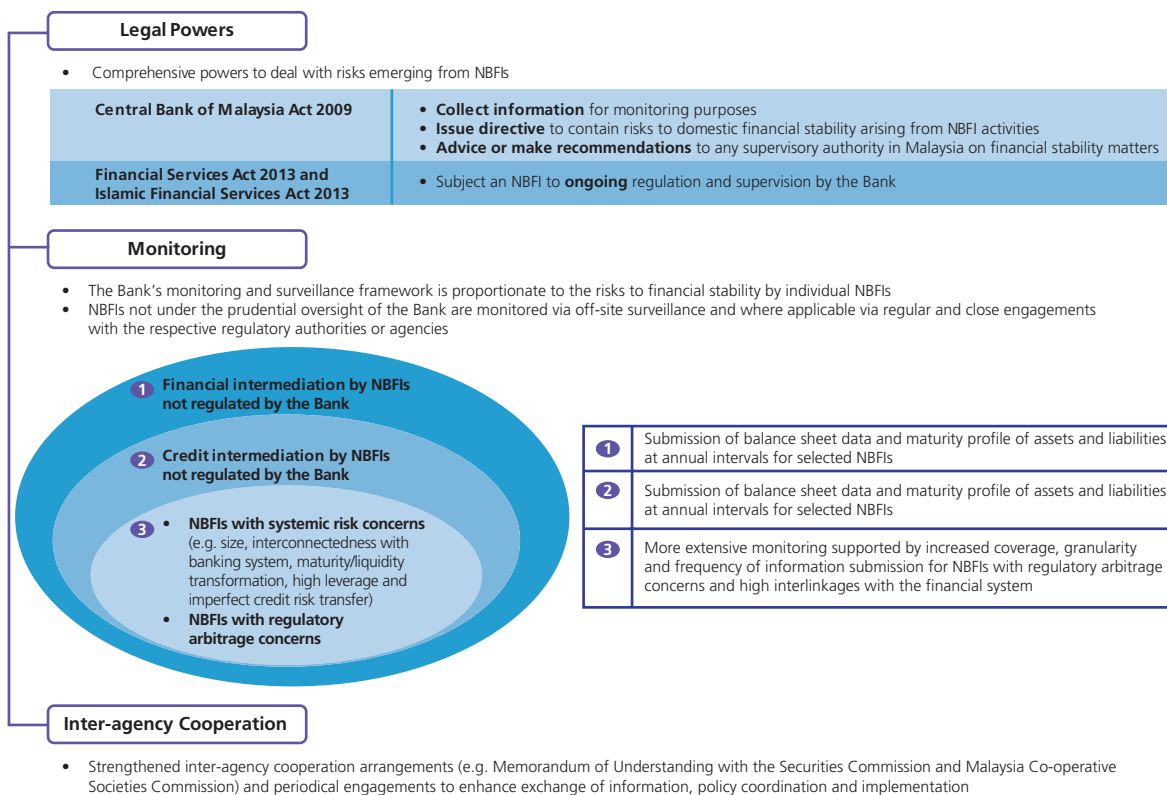 Legal Powers
• Comprehensive powers to deal with risks emerging from NBFIs
Central Bank of Malaysia Act 2009
• Collect information for monitoring purposes
• Issue directive to contain risks to domestic financial stability arising from NBFI activities
• Advice or make recommendations to any supervisory authority in Malaysia on financial stability matters
Financial Services Act 2013 and
Islamic Financial Services Act 2013
• Subject an NBFI to ongoing regulation and supervision by the Bank
Monitoring
• The Bank's monitoring and surveillance framework is proportionate to the risks to financial stability by individual NBFIs
• NBFIs not under the prudential oversight of the Bank are monitored via off-site surveillance and where applicable via regular and close engagements
with the respective regulatory authorities or agencies
1 Financial intermediation by NBFIs
not regulated by the Bank
2 Credit intermediation by NBFIs
not regulated by the Bank
3 • NBFIs with systemic risk concerns
(e.g. size, interconnectedness with
banking system, maturity/liquidity
transformation, high leverage and
imperfect credit risk transfer)
• NBFIs with regulatory
arbitrage concerns
1 Submission of balance sheet data and maturity profile of assets and liabilities
at annual intervals for selected NBFIs
2 Submission of balance sheet data and maturity profile of assets and liabilities
at annual intervals for selected NBFIs
3 More extensive monitoring supported by increased coverage, granularity
and frequency of information submission for NBFIs with regulatory arbitrage
concerns and high interlinkages with the financial system
Inter-agency Cooperation
• Strengthened inter-agency cooperation arrangements (e.g. Memorandum of Understanding with the Securities Commission and Malaysia Co-operative
Societies Commission) and periodical engagements to enhance exchange of information, policy coordination and implementation